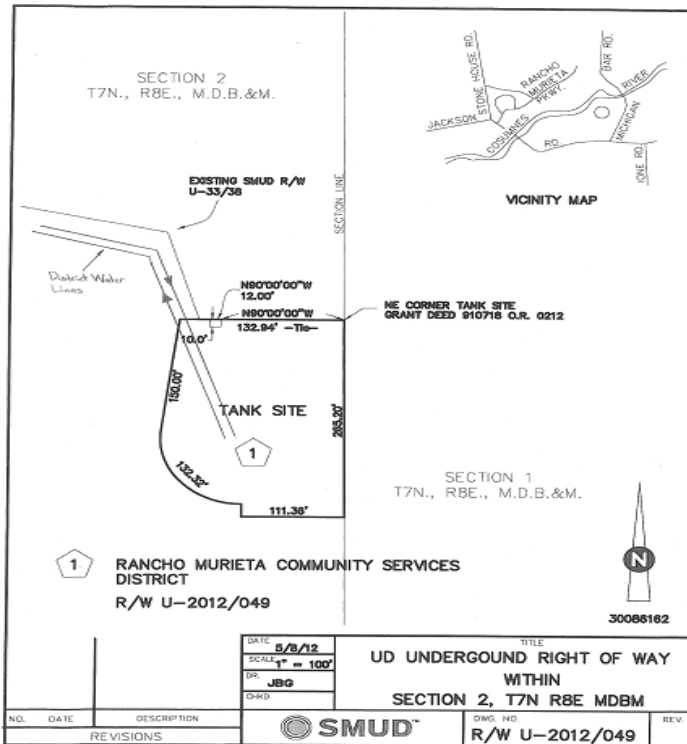 SECTION 2
T7N., R8E., M.D.B.&M.
STONE HOUSE RD.
RANCHO
MURIETA
PKWY.
BAR RD.
RIVER
JACKSON
COSUMNES
RD.
MICHIGAN
IONE RD.
VICINITY MAP
EXISTING SMUD R/W
U-33/38
SECTION LINE
District Water
Lines
N90°00'00"W
12.00'
N90°00'00"W
132.94' -Tie-
NE CORNER TANK SITE
GRANT DEED 910718 O.R. 0212
10.0'
150.00'
TANK SITE
265.20'
1
132.32'
111.36'
SECTION 1
T7N., R8E., M.D.B.&M.
N
30086162
1 RANCHO MURIETA COMMUNITY SERVICES
DISTRICT
R/W U-2012/049
DATE 5/8/12
SCALE 1" = 100'
DR. JBG
CHKD
TITLE
UD UNDERGOUND RIGHT OF WAY
WITHIN
SECTION 2, T7N R8E MDBM
NO. DATE DESCRIPTION
REVISIONS
SMUD™
DWG. NO.
R/W U-2012/049
REV.